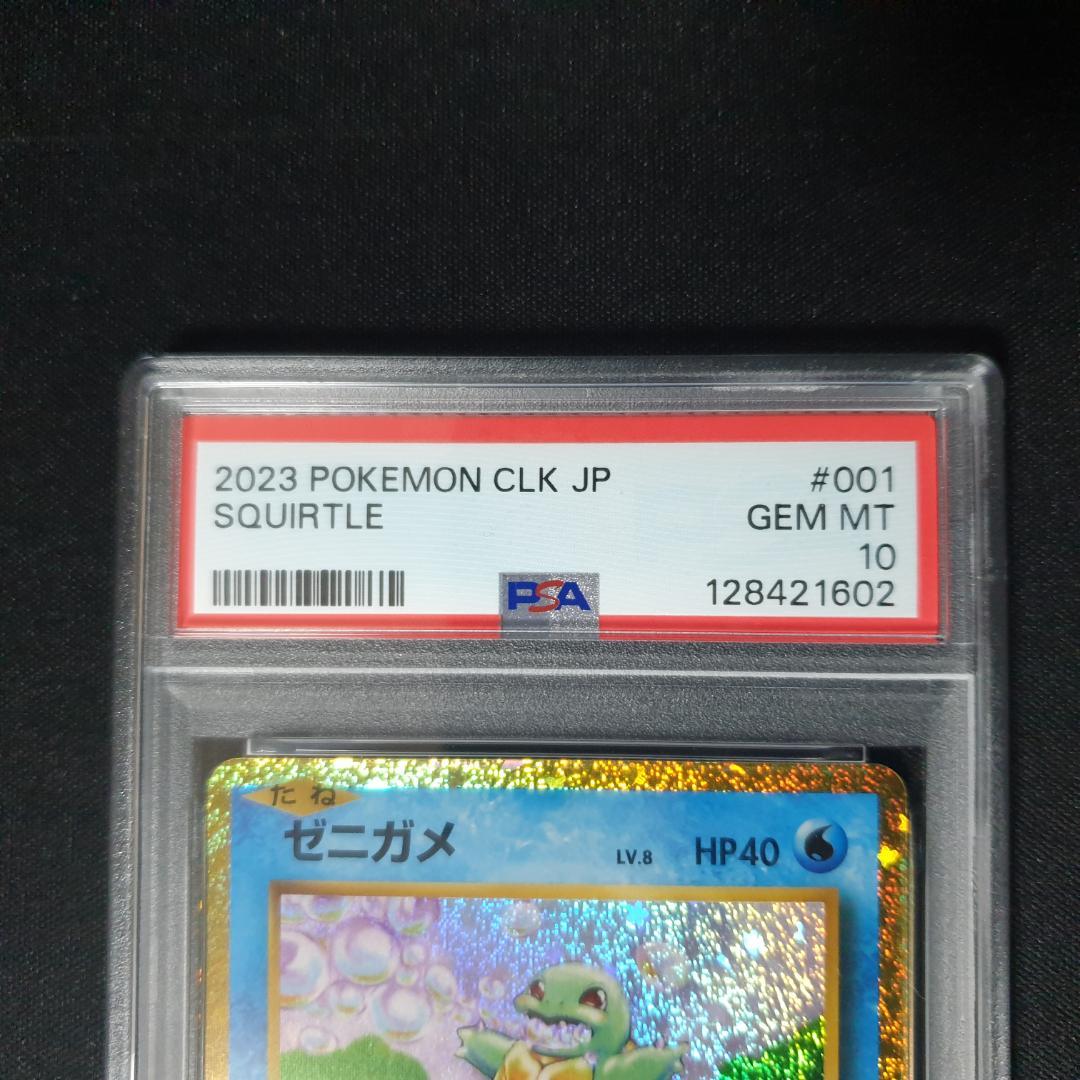 2023 POKEMON CLK JP #001
SQUIRTLE GEM MT
10
PSA 128421602
たね
ゼニガメ LV.8 HP40